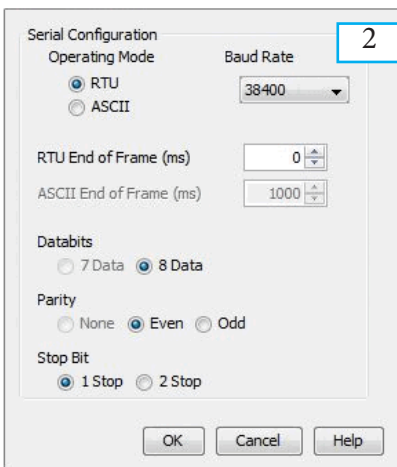 Serial Configuration
2
Operating Mode
Baud Rate
RTU
38400
ASCII
RTU End of Frame (ms)
0
ASCII End of Frame (ms)
1000
Databits
7 Data
8 Data
Parity
None
Even
Odd
Stop Bit
1 Stop
2 Stop
OK
Cancel
Help